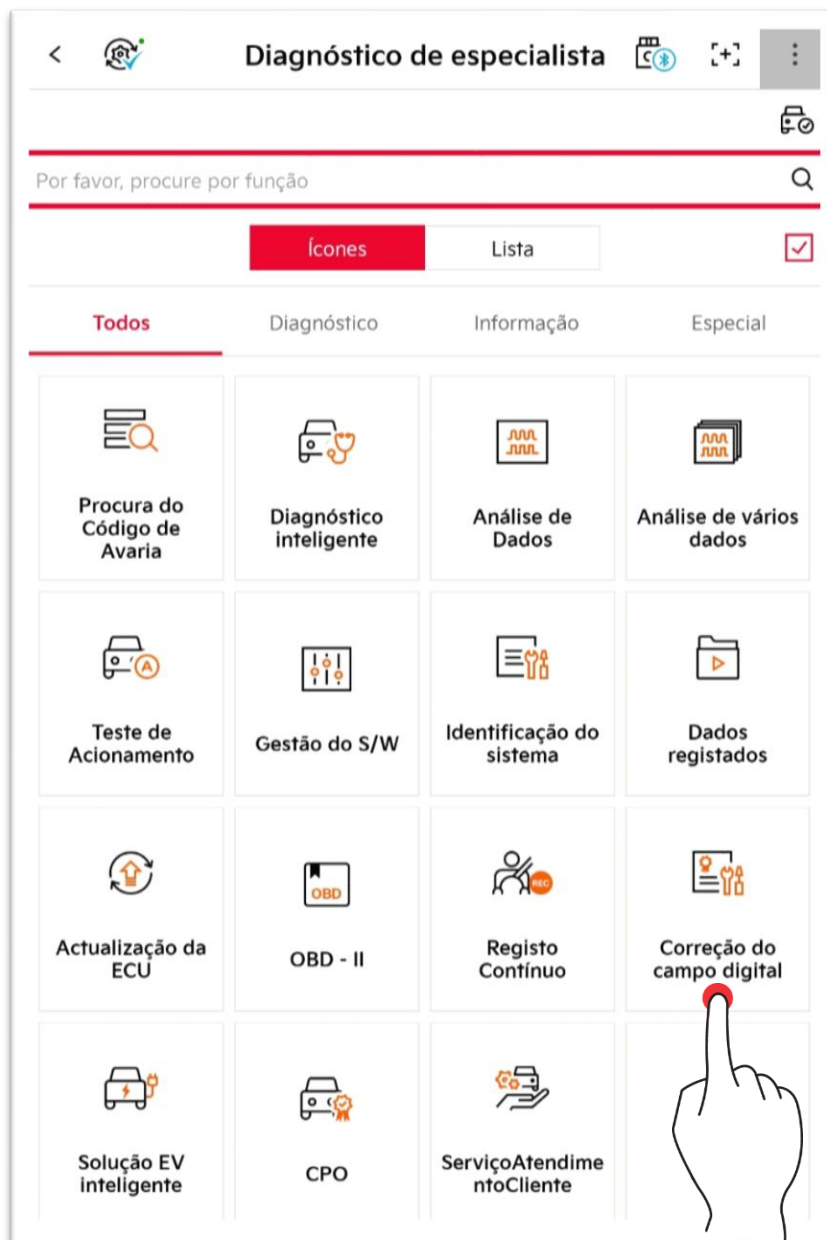 Diagnóstico de especialista
Por favor, procure por função
Ícones
Lista
Todos
Diagnóstico
Informação
Especial
Procura do
Código de
Avaria
Diagnóstico
inteligente
Análise de
Dados
Análise de vários
dados
Teste de
Acionamento
Gestão do S/W
Identificação do
sistema
Dados
registados
OBD
REC
Actualização da
ECU
OBD - II
Registo
Contínuo
Correção do
campo digital
Solução EV
inteligente
CPO
ServiçoAtendime
ntoCliente